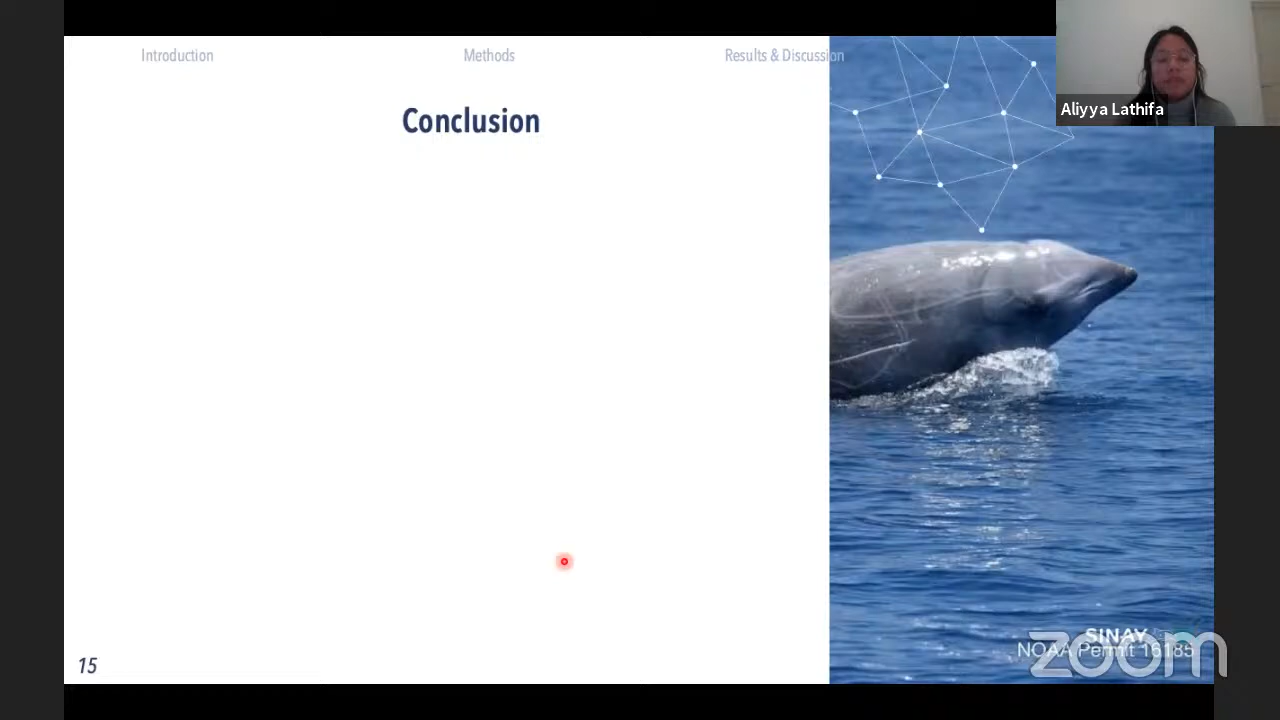 Introduction
Methods
Results & Discussion
Aliyya Lathifa
Conclusion
SINAY
NOAA Permit 16185
zoom
15